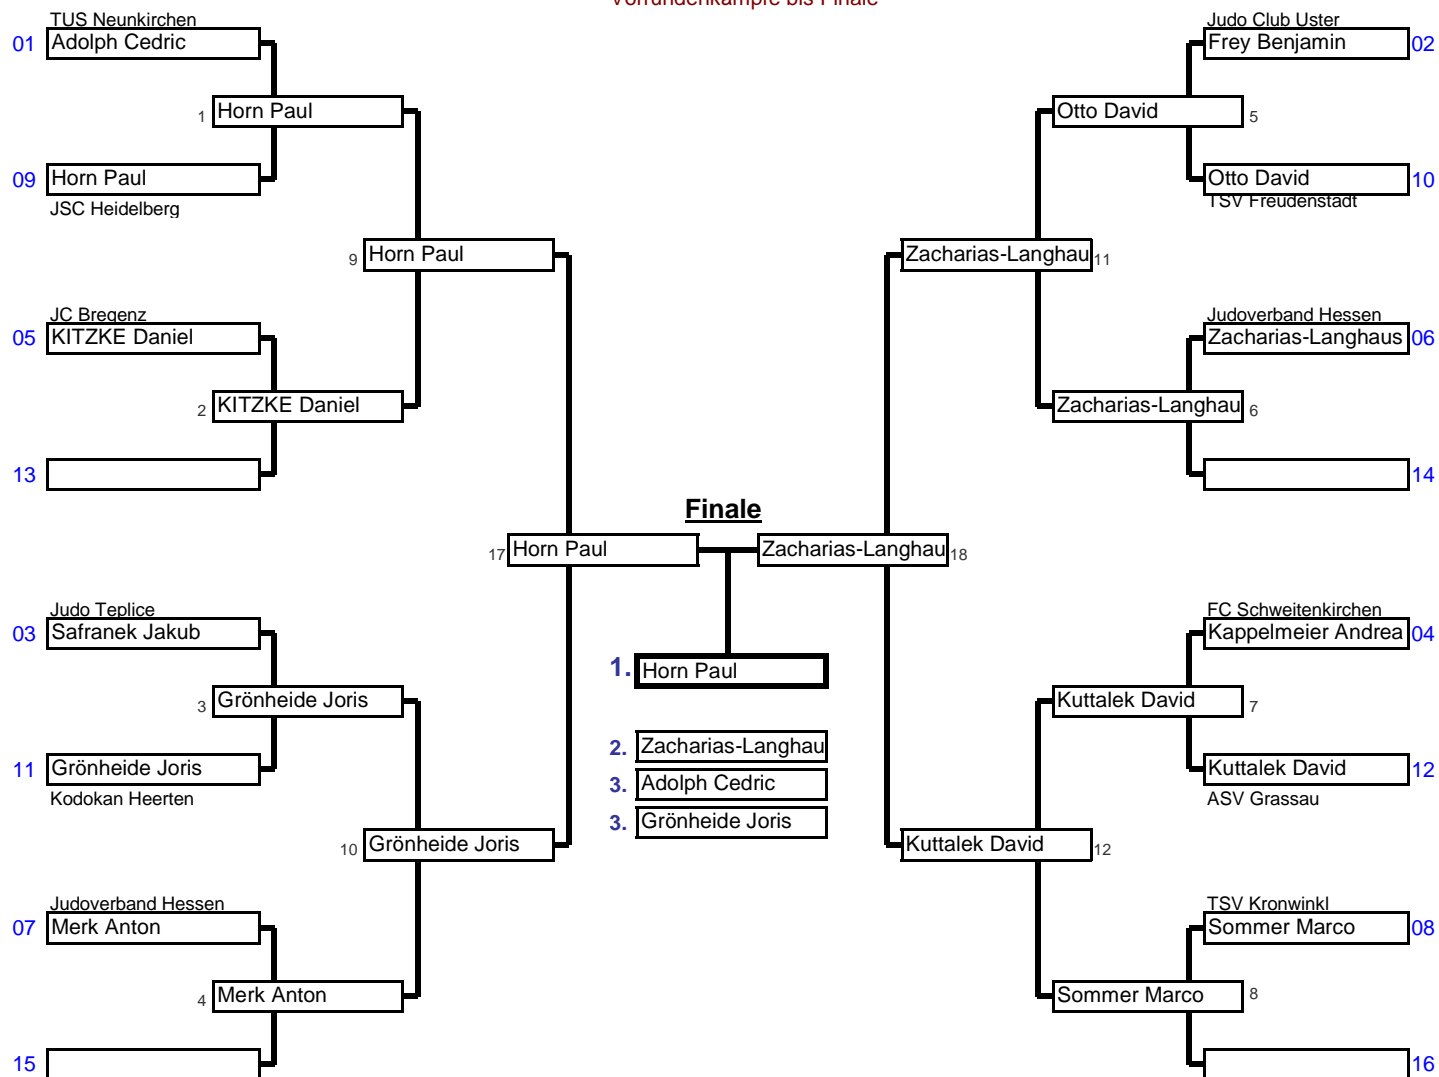 Vorrundenkämpfe bis Finale
TUS Neunkirchen
01 Adolph Cedric
1 Horn Paul
09 Horn Paul
JSC Heidelberg
9 Horn Paul
JC Bregenz
05 KITZKE Daniel
2 KITZKE Daniel
13
17 Horn Paul
Judo Teplice
03 Safranek Jakub
3 Grönheide Joris
11 Grönheide Joris
Kodokan Heerten
10 Grönheide Joris
Judoverband Hessen
07 Merk Anton
4 Merk Anton
15
Finale
1. Horn Paul
2. Zacharias-Langhau
3. Adolph Cedric
3. Grönheide Joris
Judo Club Uster
Frey Benjamin 02
Otto David 5
Otto David 10
TSV Freudenstadt
Zacharias-Langhau 11
Judoverband Hessen
Zacharias-Langhaus 06
Zacharias-Langhau 6
14
Zacharias-Langhau 18
FC Schweitenkirchen
Kappelmeier Andrea 04
Kuttalek David 7
Kuttalek David 12
ASV Grassau
Kuttalek David 12
TSV Kronwinkl
Sommer Marco 08
Sommer Marco 8
16